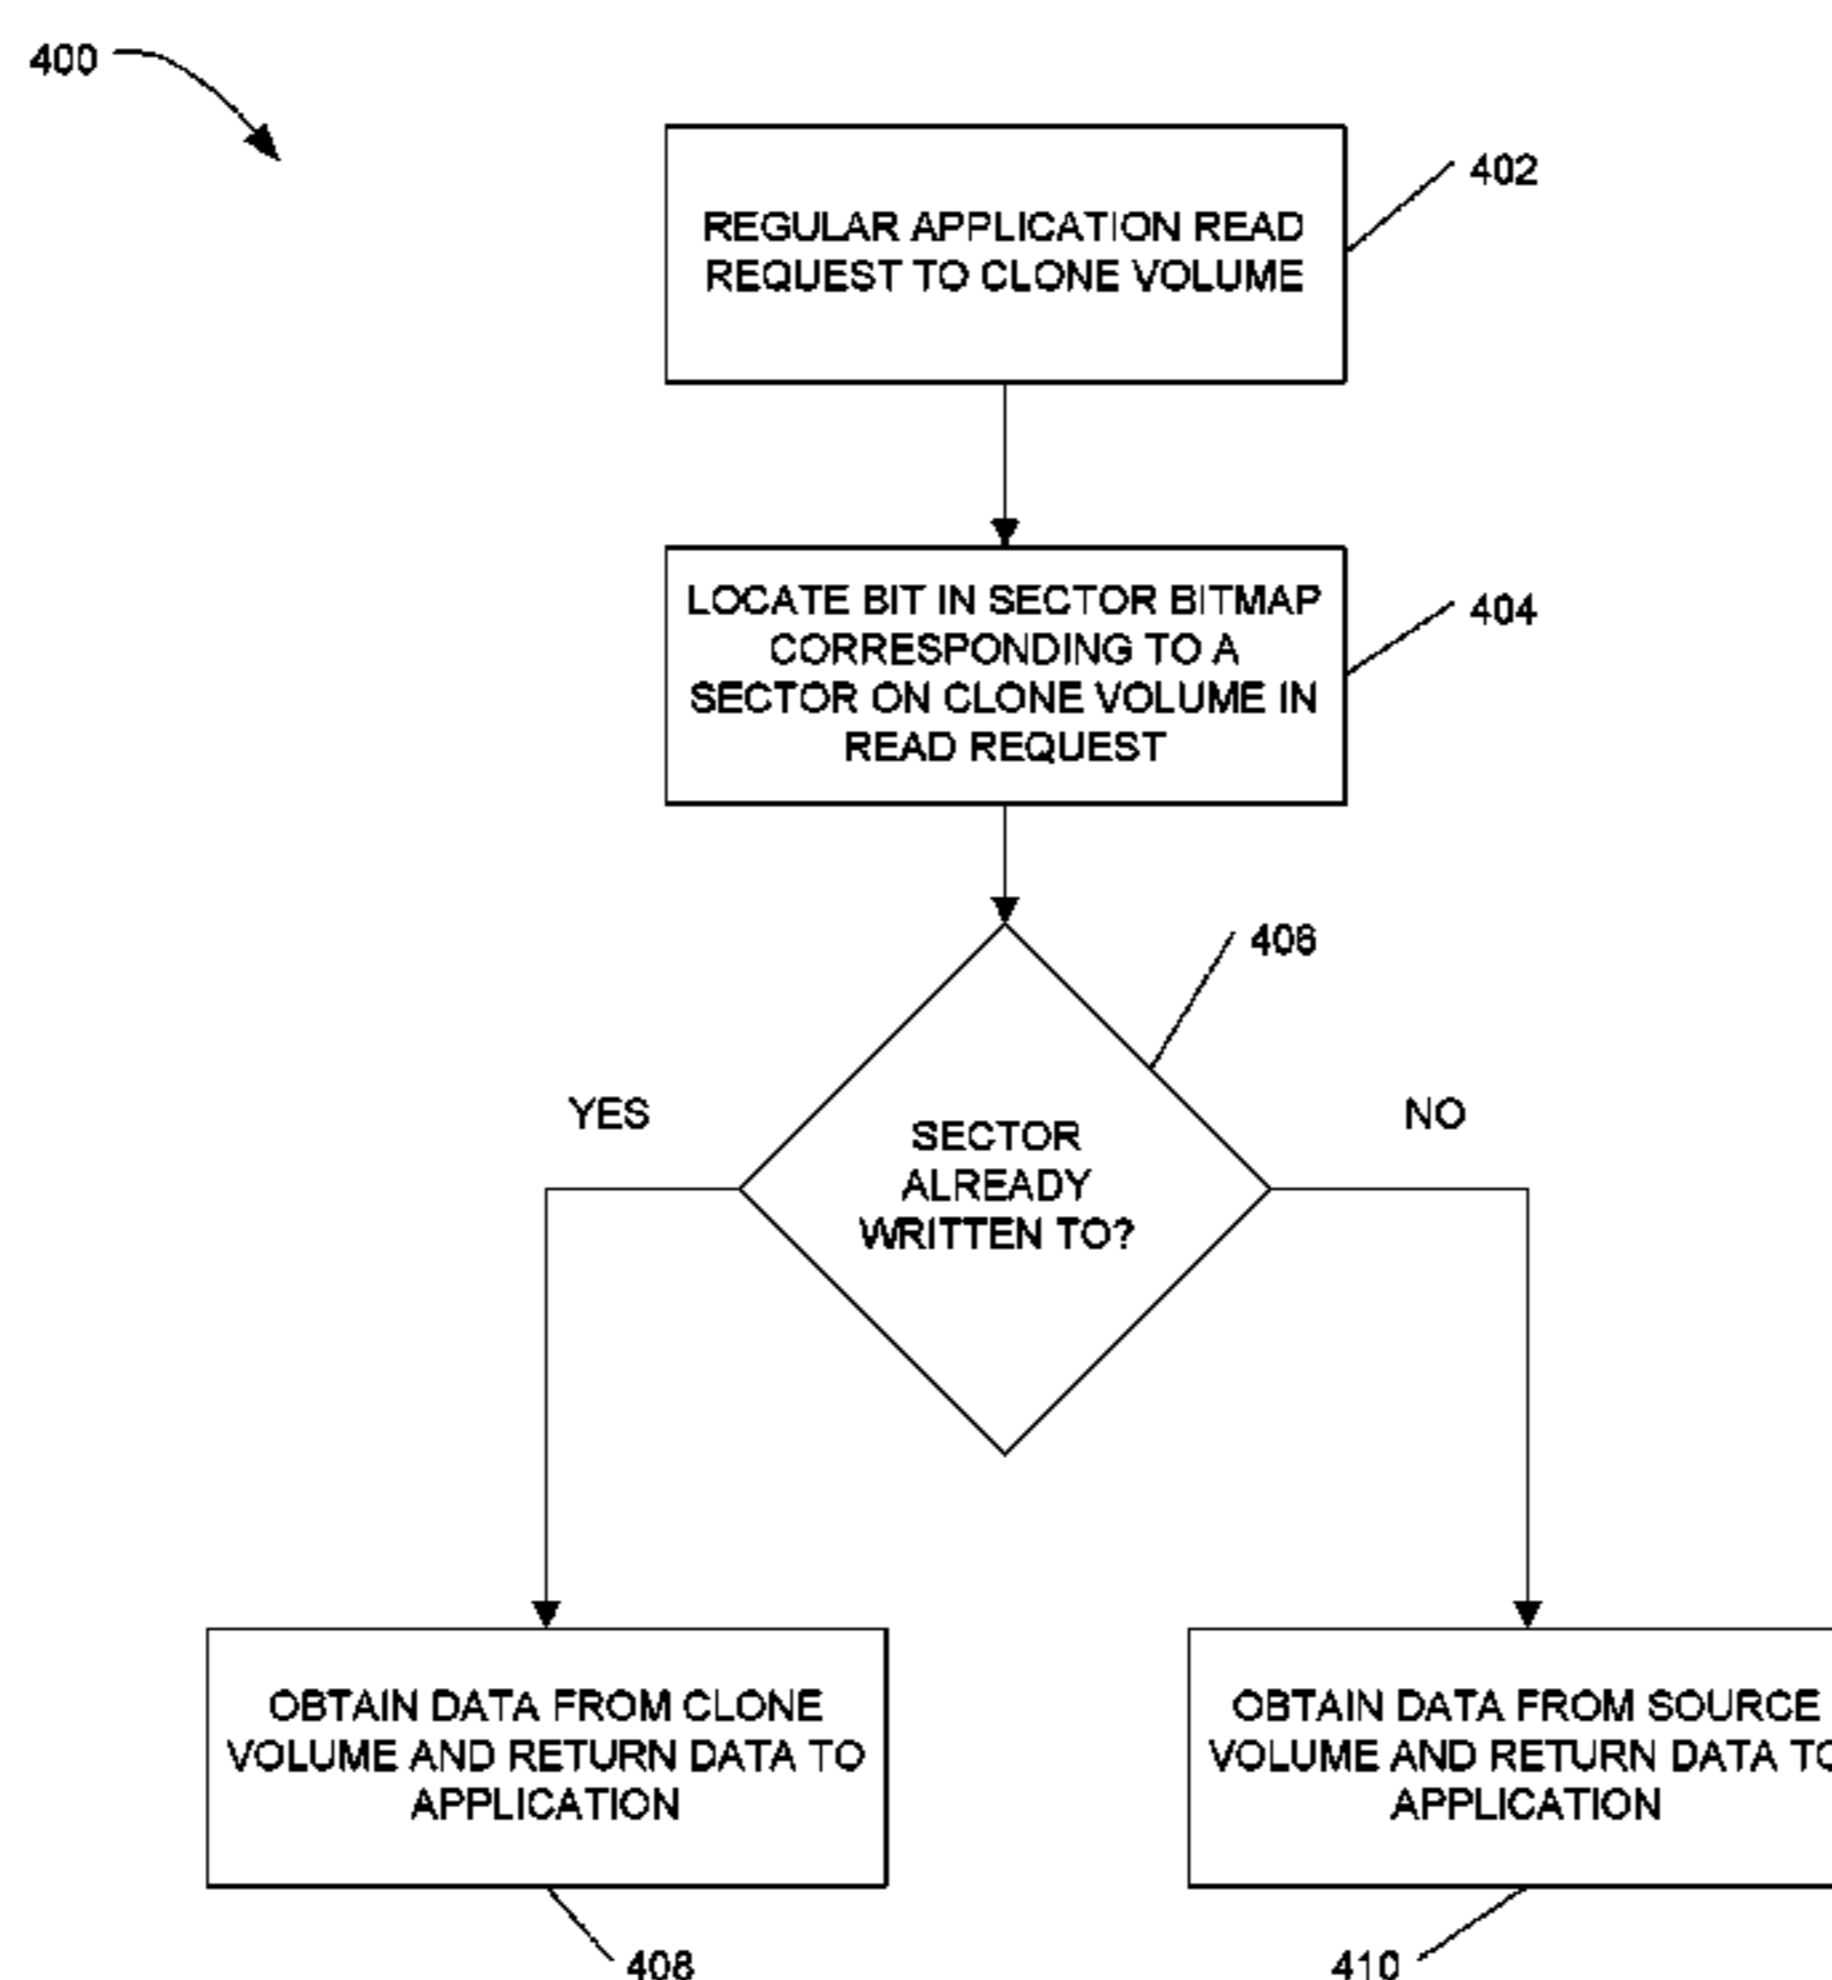 400
REGULAR APPLICATION READ
REQUEST TO CLONE VOLUME
402
LOCATE BIT IN SECTOR BITMAP
CORRESPONDING TO A
SECTOR ON CLONE VOLUME IN
READ REQUEST
404
406
YES
NO
SECTOR
ALREADY
WRITTEN TO?
OBTAIN DATA FROM CLONE
VOLUME AND RETURN DATA TO
APPLICATION
OBTAIN DATA FROM SOURCE
VOLUME AND RETURN DATA TO
APPLICATION
408
410